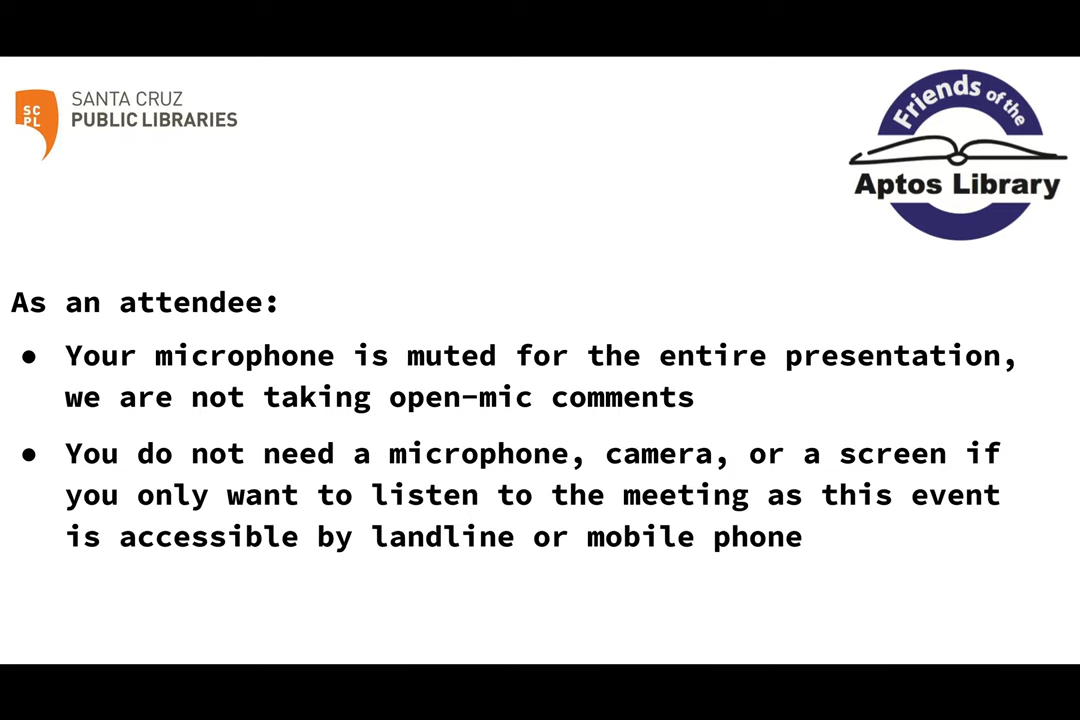 SC
PL
SANTA CRUZ
PUBLIC LIBRARIES
Friends of the
Aptos Library
As an attendee:
● Your microphone is muted for the entire presentation,
we are not taking open-mic comments
● You do not need a microphone, camera, or a screen if
you only want to listen to the meeting as this event
is accessible by landline or mobile phone